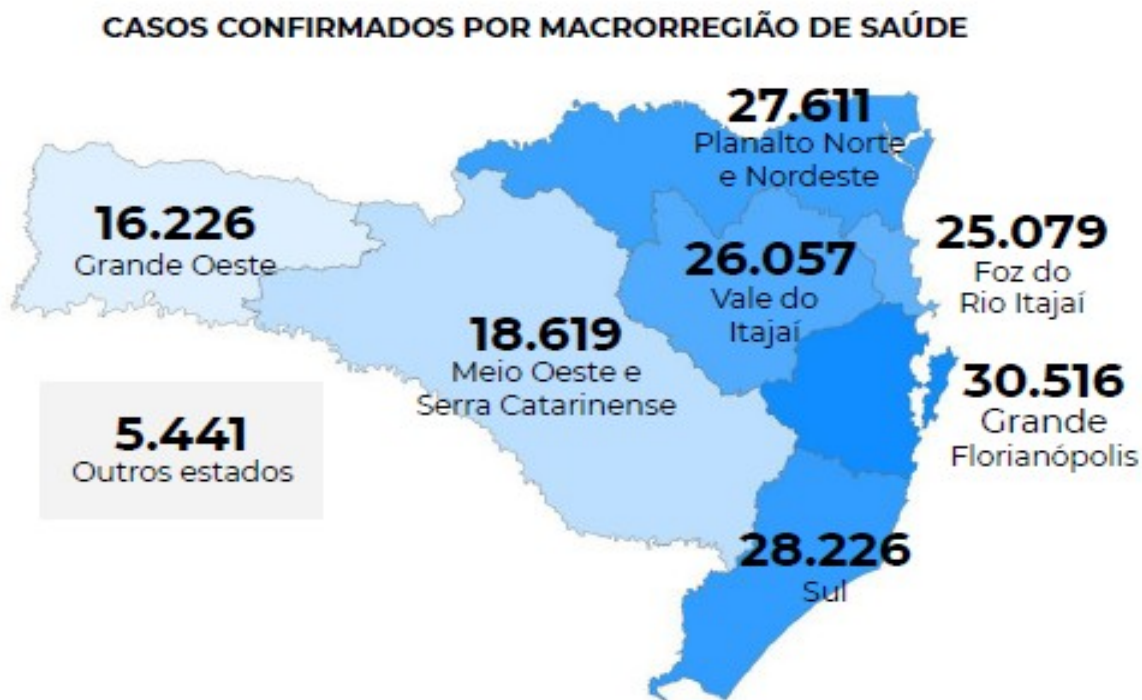 CASOS CONFIRMADOS POR MACRORREGIÃO DE SAÚDE
27.611
Planalto Norte
e Nordeste
16.226
Grande Oeste
26.057
Vale do
Itajaí
25.079
Foz do
Rio Itajaí
18.619
Meio Oeste e
Serra Catarinense
30.516
Grande
Florianópolis
5.441
Outros estados
28.226
Sul